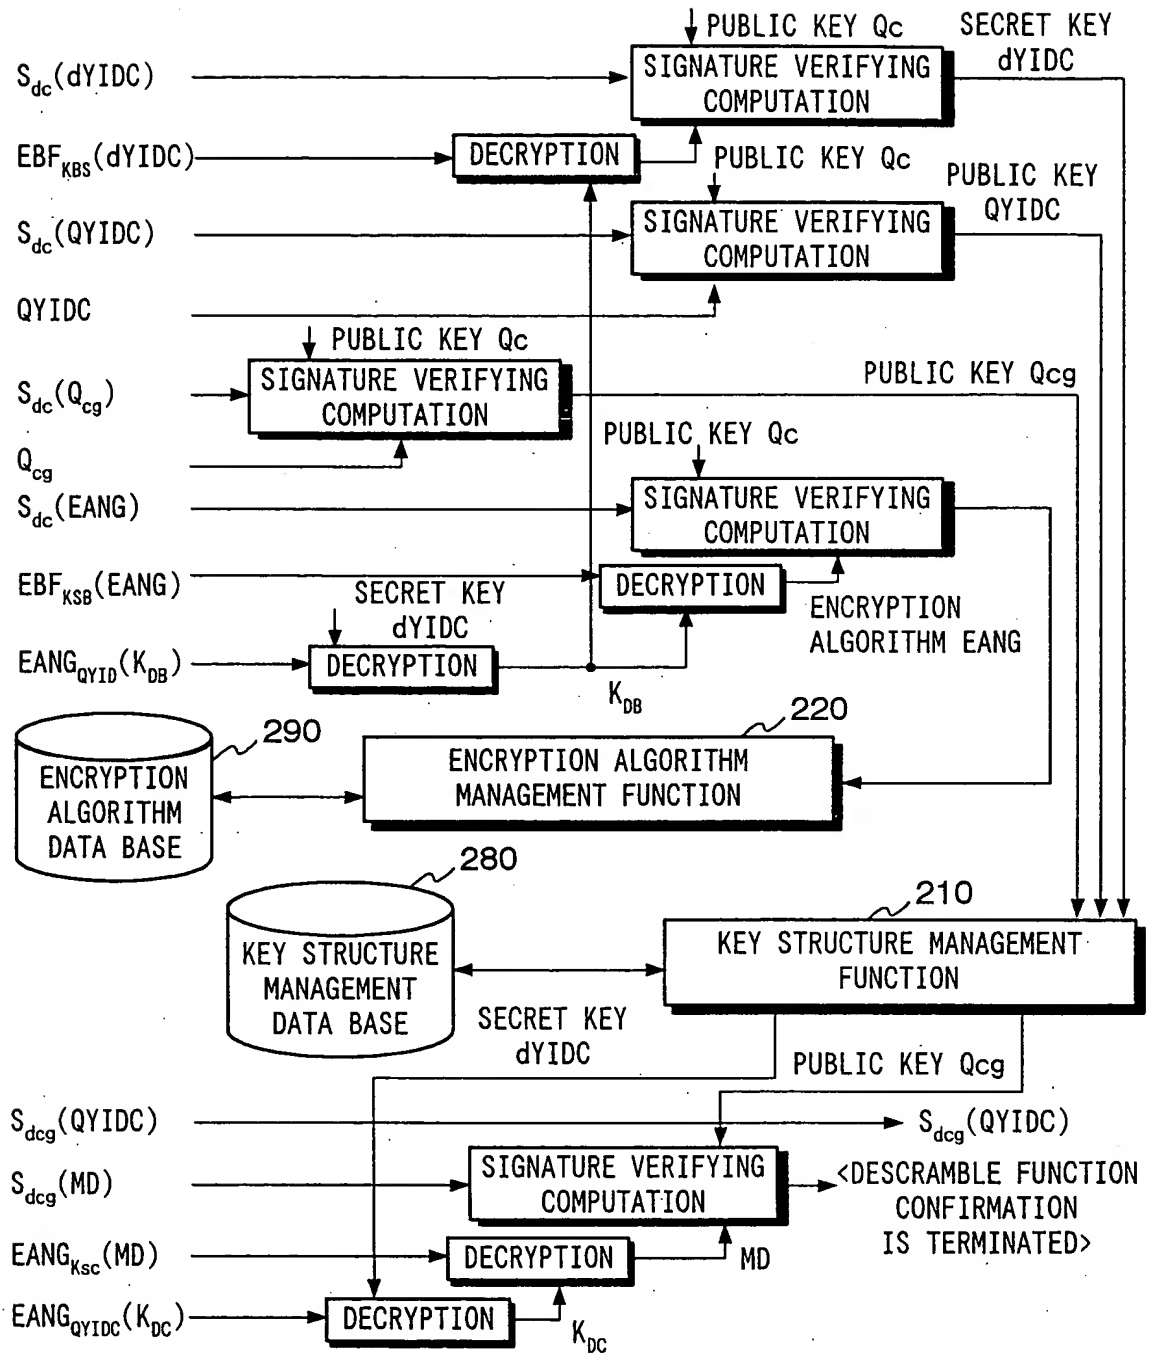 PUBLIC KEY Qc
SECRET KEY
dYIDC
Sdc(dYIDC)
SIGNATURE VERIFYING
COMPUTATION
EBFKBS(dYIDC)
DECRYPTION
PUBLIC KEY Qc
PUBLIC KEY
QYIDC
Sdc(QYIDC)
SIGNATURE VERIFYING
COMPUTATION
QYIDC
PUBLIC KEY Qc
Sdc(Qcg)
SIGNATURE VERIFYING
COMPUTATION
PUBLIC KEY Qcg
PUBLIC KEY Qc
Qcg
Sdc(EANG)
SIGNATURE VERIFYING
COMPUTATION
EBFKSB(EANG)
DECRYPTION
SECRET KEY
dYIDC
ENCRYPTION
ALGORITHM EANG
EANGQYID(KDB)
DECRYPTION
KDB
290
220
ENCRYPTION
ALGORITHM
DATA BASE
ENCRYPTION ALGORITHM
MANAGEMENT FUNCTION
280
210
KEY STRUCTURE
MANAGEMENT
DATA BASE
KEY STRUCTURE MANAGEMENT
FUNCTION
SECRET KEY
dYIDC
PUBLIC KEY Qcg
Sdcg(QYIDC)
Sdcg(QYIDC)
Sdcg(MD)
SIGNATURE VERIFYING
COMPUTATION
<DESCRAMBLE FUNCTION
CONFIRMATION
IS TERMINATED>
EANGKsc(MD)
DECRYPTION
MD
EANGQYIDC(KDC)
DECRYPTION
KDC